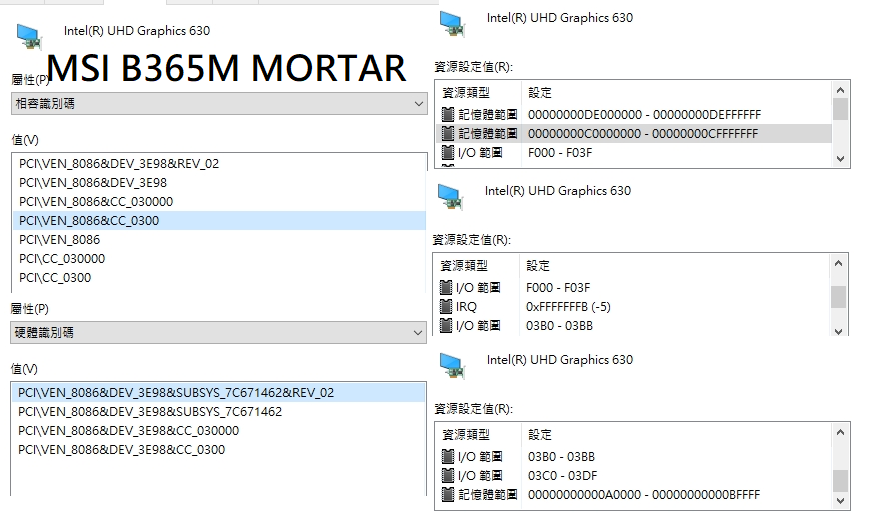 Intel(R) UHD Graphics 630
MSI B365M MORTAR
屬性(P)
相容識別碼
值(V)
PCI\VEN_8086&DEV_3E98&REV_02
PCI\VEN_8086&DEV_3E98
PCI\VEN_8086&CC_030000
PCI\VEN_8086&CC_0300
PCI\VEN_8086
PCI\CC_030000
PCI\CC_0300
屬性(P)
硬體識別碼
值(V)
PCI\VEN_8086&DEV_3E98&SUBSYS_7C671462&REV_02
PCI\VEN_8086&DEV_3E98&SUBSYS_7C671462
PCI\VEN_8086&DEV_3E98&CC_030000
PCI\VEN_8086&DEV_3E98&CC_0300
Intel(R) UHD Graphics 630
資源設定值(R):
資源類型 設定
記憶體範圍 00000000DE000000 - 00000000DEFFFFFF
記憶體範圍 00000000C0000000 - 00000000CFFFFFFF
I/O 範圍 F000 - F03F
Intel(R) UHD Graphics 630
資源設定值(R):
資源類型 設定
I/O 範圍 F000 - F03F
IRQ 0xFFFFFFFB (-5)
I/O 範圍 03B0 - 03BB
Intel(R) UHD Graphics 630
資源設定值(R):
資源類型 設定
I/O 範圍 03B0 - 03BB
I/O 範圍 03C0 - 03DF
記憶體範圍 00000000000A0000 - 00000000000BFFFF